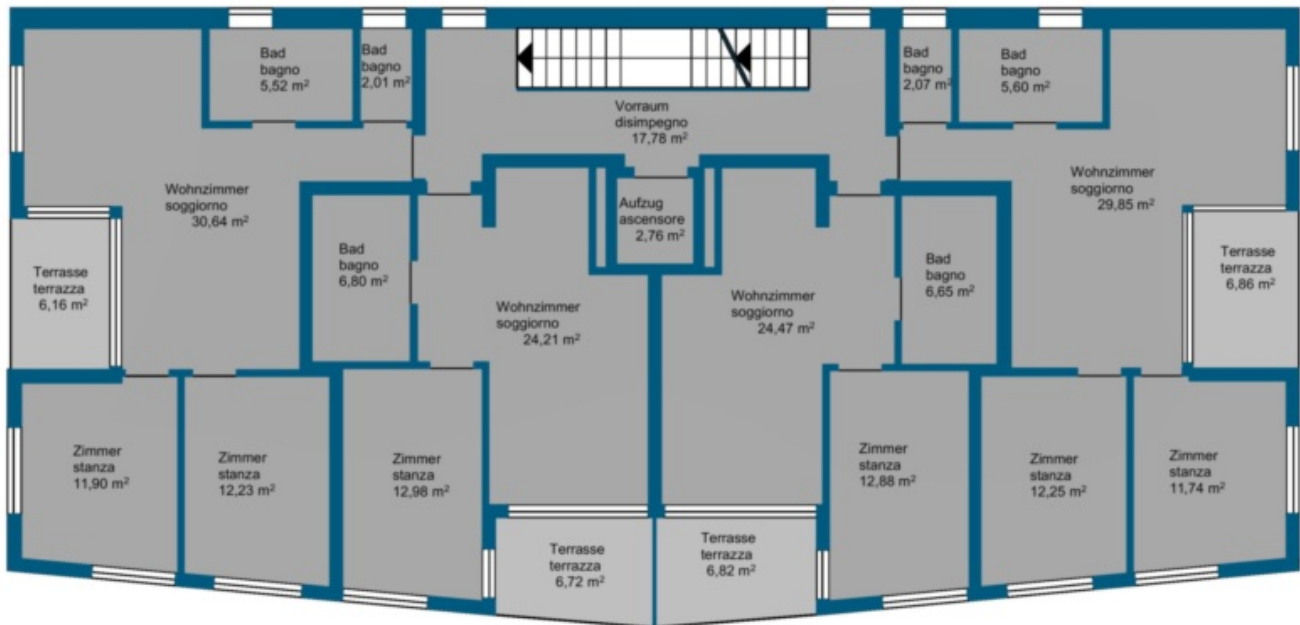 Bad
bagno
5,52 m²
Bad
bagno
2,01 m²
Vorraum
disimpegno
17,78 m²
Bad
bagno
2,07 m²
Bad
bagno
5,60 m²
Wohnzimmer
soggiorno
30,64 m²
Aufzug
ascensore
2,76 m²
Wohnzimmer
soggiorno
29,85 m²
Terrasse
terrazza
6,16 m²
Bad
bagno
6,80 m²
Wohnzimmer
soggiorno
24,21 m²
Wohnzimmer
soggiorno
24,47 m²
Bad
bagno
6,65 m²
Terrasse
terrazza
6,86 m²
Zimmer
stanza
11,90 m²
Zimmer
stanza
12,23 m²
Zimmer
stanza
12,98 m²
Zimmer
stanza
12,88 m²
Zimmer
stanza
12,25 m²
Zimmer
stanza
11,74 m²
Terrasse
terrazza
6,72 m²
Terrasse
terrazza
6,82 m²